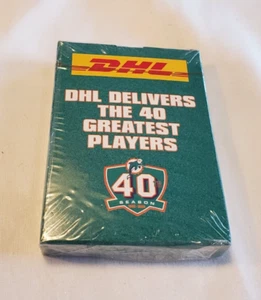 DHL
DHL DELIVERS
THE 40
GREATEST
PLAYERS
40
SEASON